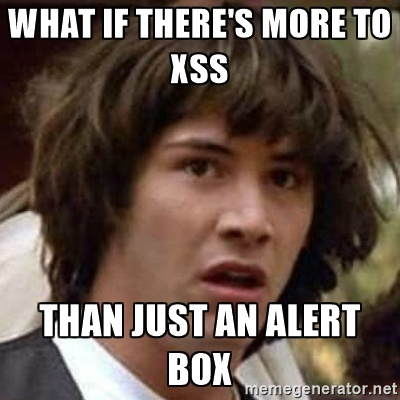 WHAT IF THERE'S MORE TO
XSS
THAN JUST AN ALERT
BOX
memegenerator.net